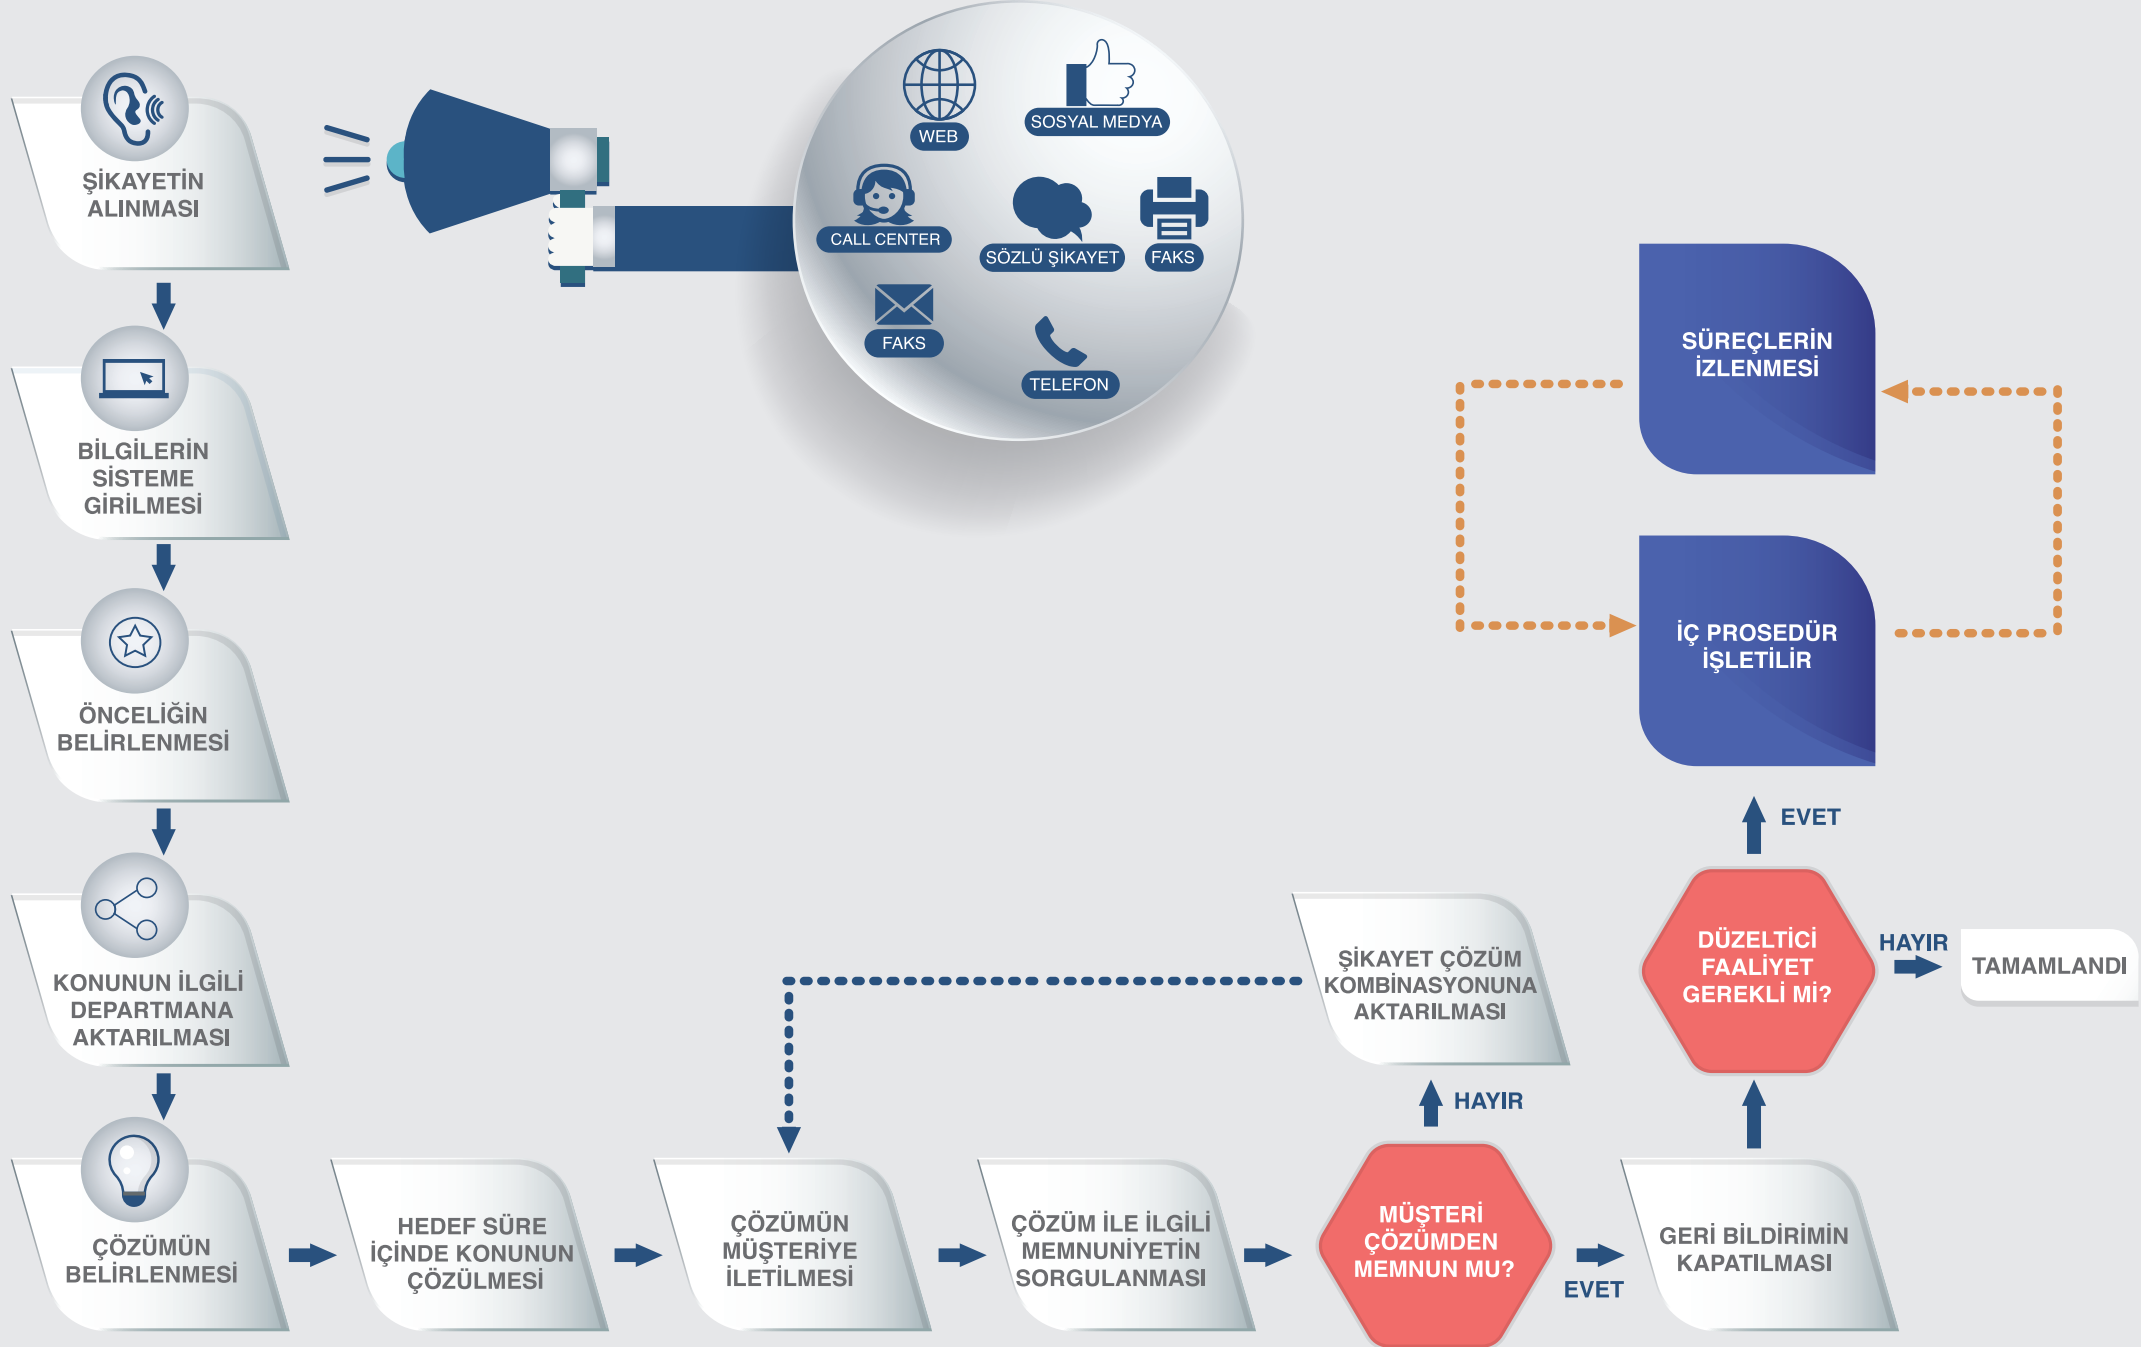 ŞİKAYETİN
ALINMASI
BİLGİLERİN
SİSTEME
GİRİLMESİ
ÖNCELİĞİN
BELİRLENMESİ
KONUNUN İLGİLİ
DEPARTMANA
AKTARILMASI
ÇÖZÜMÜN
BELİRLENMESİ
WEB
SOSYAL MEDYA
CALL CENTER
SÖZLÜ ŞİKAYET
FAKS
FAKS
TELEFON
HEDEF SÜRE
İÇİNDE KONUNUN
ÇÖZÜLMESİ
ÇÖZÜMÜN
MÜŞTERİYE
İLETİLMESİ
ÇÖZÜM İLE İLGİLİ
MEMNUNİYETİN
SORGULANMASI
MÜŞTERİ
ÇÖZÜMDEN
MEMNUN MU?
HAYIR
ŞİKAYET ÇÖZÜM
KOMBİNASYONUNA
AKTARILMASI
EVET
GERİ BİLDİRİMİN
KAPATILMASI
DÜZELTİCİ
FAALİYET
GEREKLİ Mİ?
HAYIR
TAMAMLANDI
EVET
İÇ PROSEDÜR
İŞLETİLİR
SÜREÇLERİN
İZLENMESİ